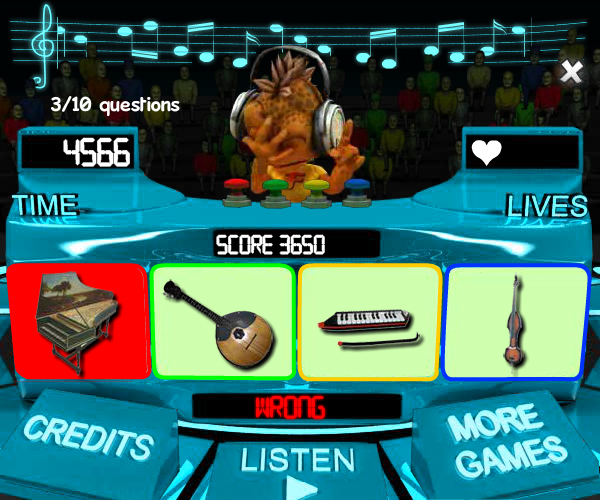 3/10 questions
4566
TIME
LIVES
SCORE 3650
WRONG
CREDITS
LISTEN
MORE
GAMES